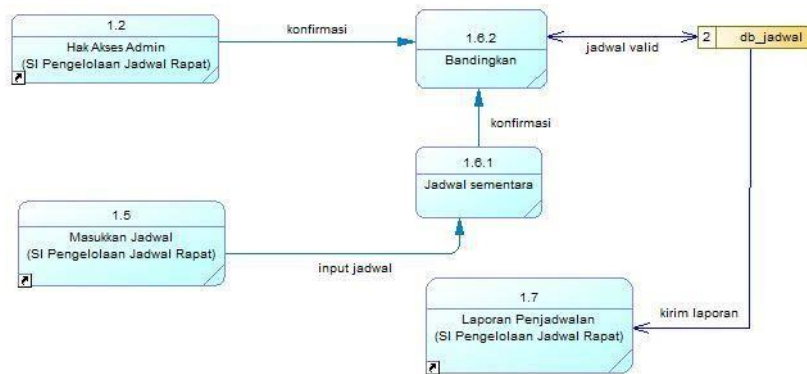 1.2
Hak Akses Admin
(SI Pengelolaan Jadwal Rapat)
konfirmasi
1.6.2
Bandingkan
jadwal valid
2 db_jadwal
konfirmasi
1.6.1
Jadwal sementara
1.5
Masukkan Jadwal
(SI Pengelolaan Jadwal Rapat)
input jadwal
1.7
Laporan Penjadwalan
(SI Pengelolaan Jadwal Rapat)
kirim laporan